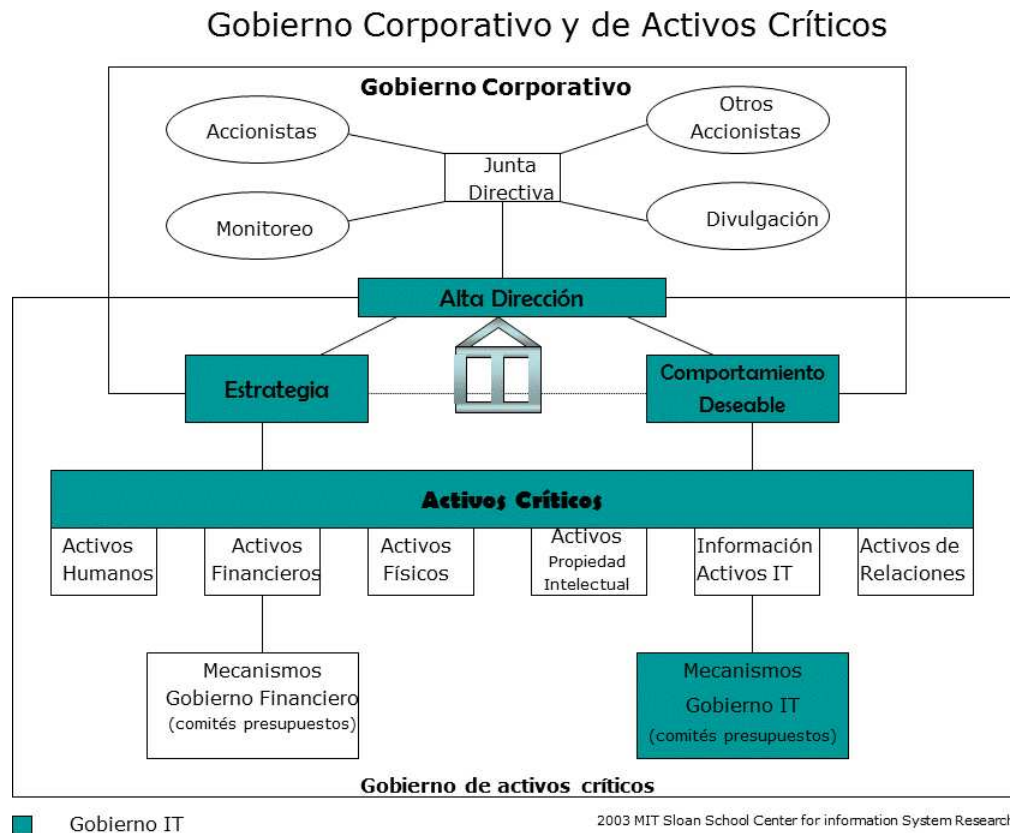 Gobierno Corporativo y de Activos Críticos
Gobierno Corporativo
Accionistas
Otros
Accionistas
Junta
Directiva
Monitoreo
Divulgación
Alta Dirección
Estrategia
Comportamiento
Deseable
Activos Críticos
Activos
Humanos
Activos
Financieros
Activos
Físicos
Activos
Propiedad
Intelectual
Información
Activos IT
Activos de
Relaciones
Mecanismos
Gobierno Financiero
(comités presupuestos)
Mecanismos
Gobierno IT
(comités presupuestos)
Gobierno de activos críticos
Gobierno IT
2003 MIT Sloan School Center for information System Research